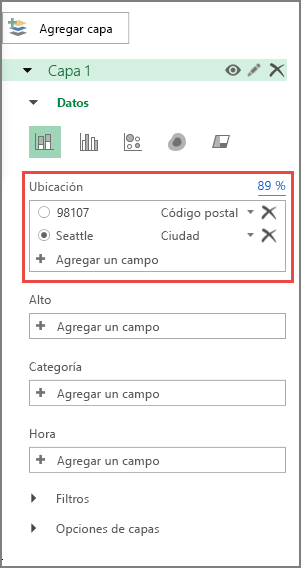 Agregar capa
Capa 1
Datos
Ubicación 89 %
98107 Código postal
Seattle Ciudad
Agregar un campo
Alto
Agregar un campo
Categoría
Agregar un campo
Hora
Agregar un campo
Filtros
Opciones de capas